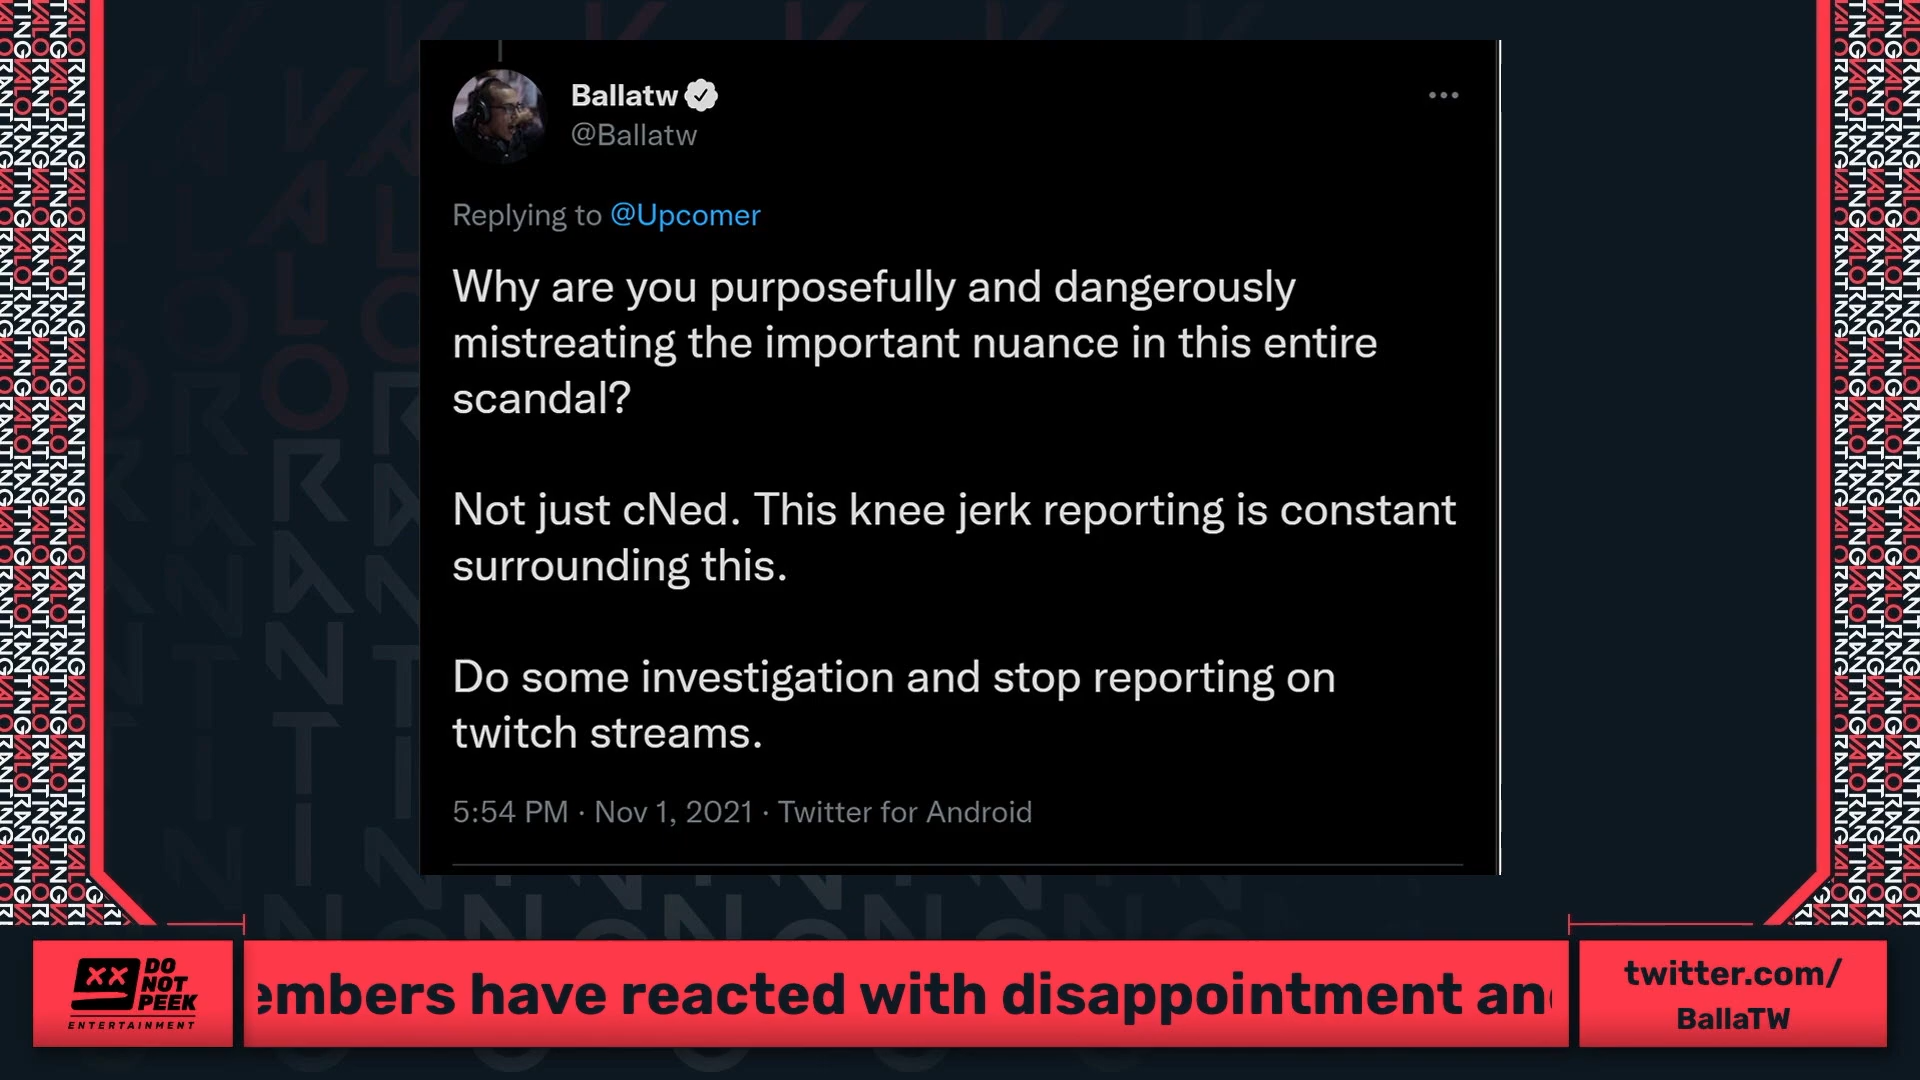 Ballatw
@Ballatw
Replying to @Upcomer
Why are you purposefully and dangerously
mistreating the important nuance in this entire
scandal?
Not just cNed. This knee jerk reporting is constant
surrounding this.
Do some investigation and stop reporting on
twitch streams.
5:54 PM · Nov 1, 2021 · Twitter for Android
DO
NOT
PEEK
ENTERTAINMENT
embers have reacted with disappointment an
twitter.com/
BallaTW
VALORANTING